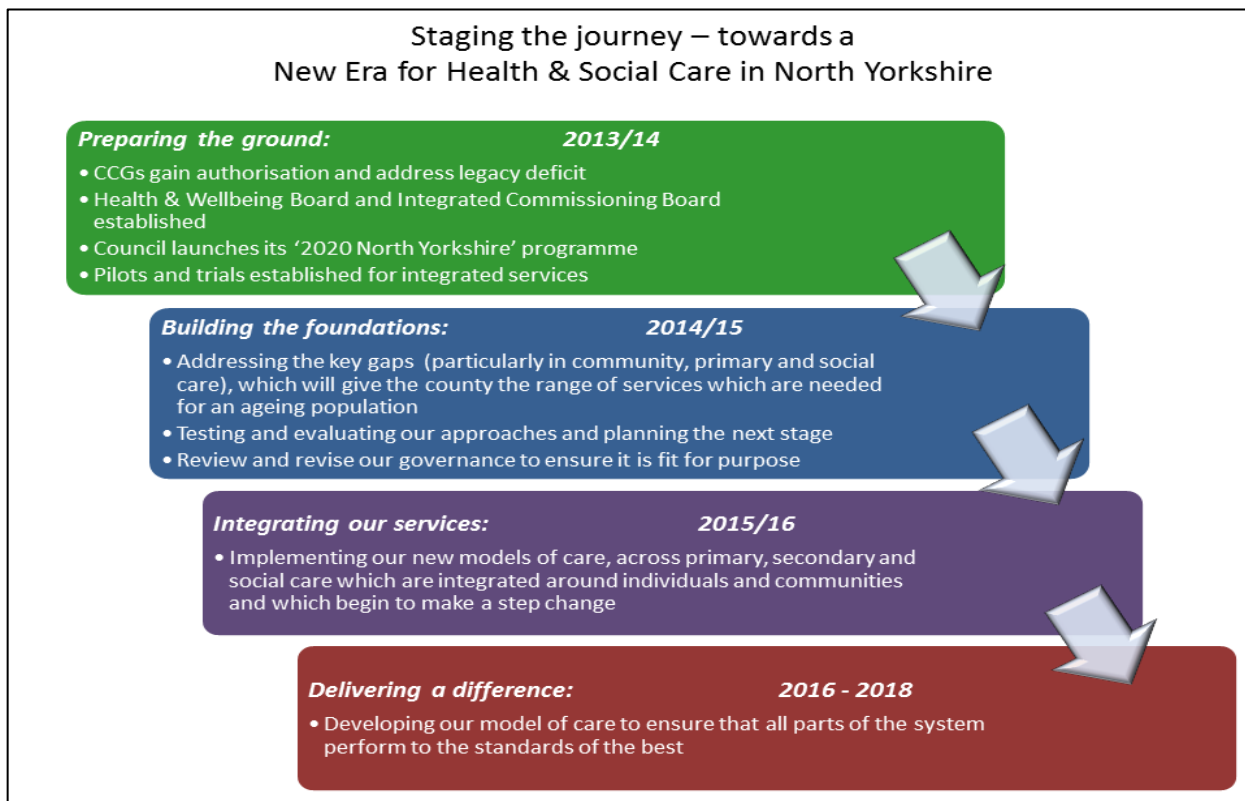 Staging the journey – towards a
New Era for Health & Social Care in North Yorkshire
Preparing the ground: 2013/14
• CCGs gain authorisation and address legacy deficit
• Health & Wellbeing Board and Integrated Commissioning Board
established
• Council launches its ‘2020 North Yorkshire’ programme
• Pilots and trials established for integrated services
Building the foundations: 2014/15
• Addressing the key gaps (particularly in community, primary and social
care), which will give the county the range of services which are needed
for an ageing population
• Testing and evaluating our approaches and planning the next stage
• Review and revise our governance to ensure it is fit for purpose
Integrating our services: 2015/16
• Implementing our new models of care, across primary, secondary and
social care which are integrated around individuals and communities
and which begin to make a step change
Delivering a difference: 2016 - 2018
• Developing our model of care to ensure that all parts of the system
perform to the standards of the best